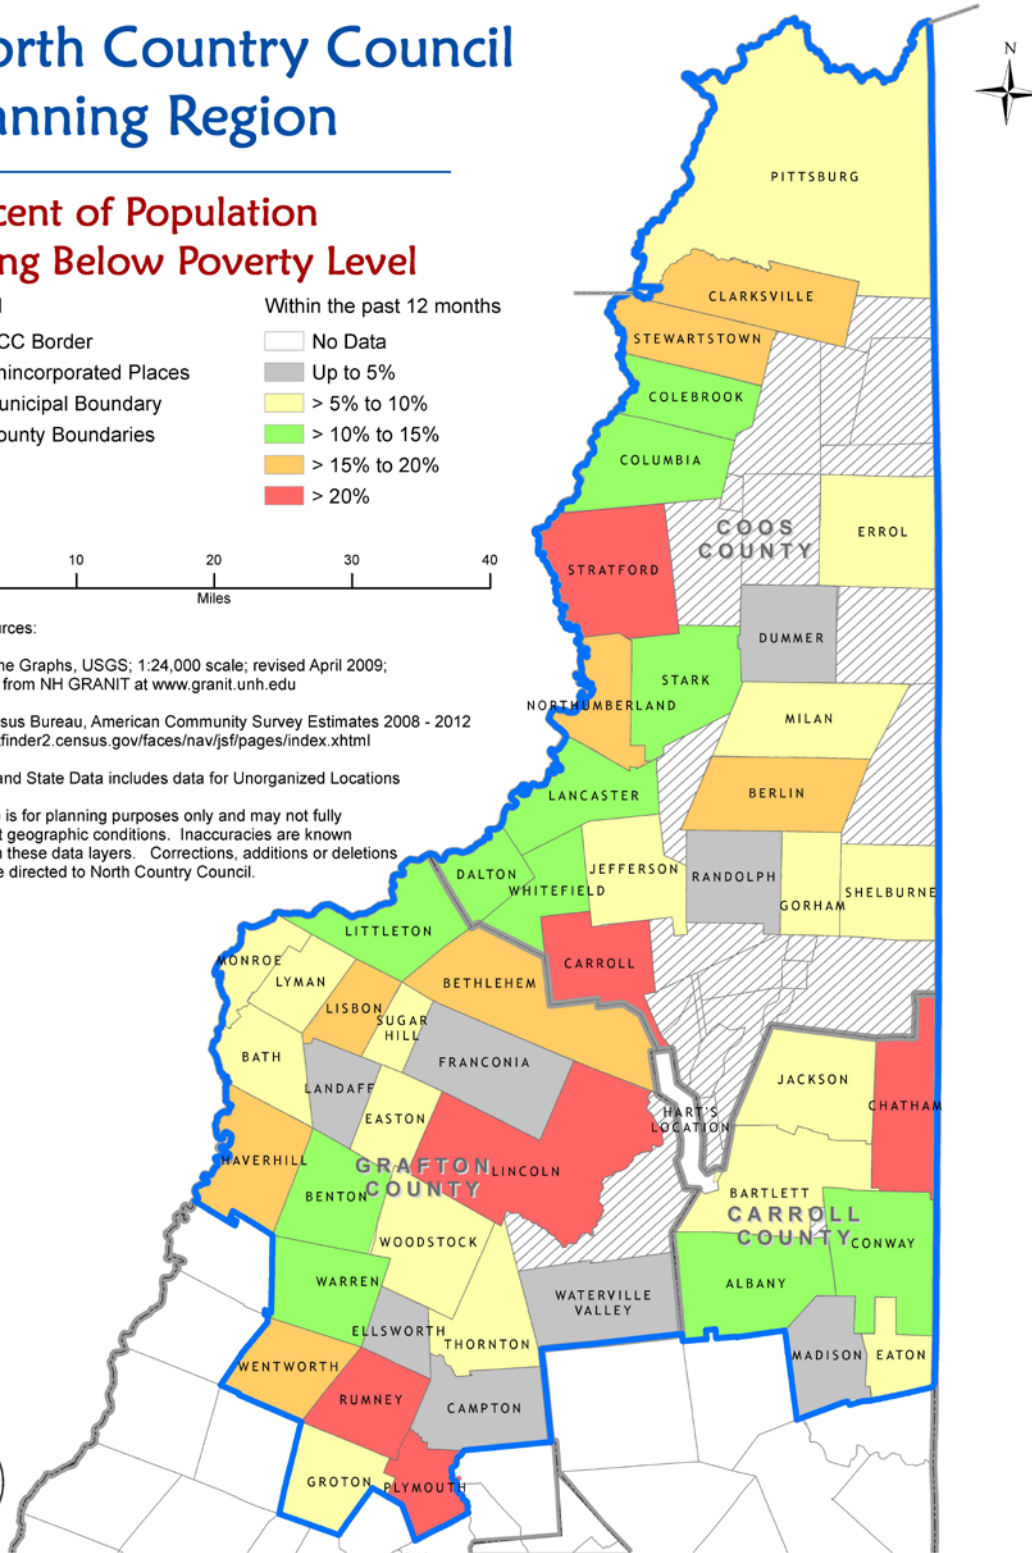 orth Country Council
anning Region
cent of Population
ng Below Poverty Level
Within the past 12 months
CC Border
No Data
nincorporated Places
Up to 5%
unicipal Boundary
> 5% to 10%
ounty Boundaries
> 10% to 15%
> 15% to 20%
> 20%
10 20 30 40
Miles
rces:
ne Graphs, USGS; 1:24,000 scale; revised April 2009;
from NH GRANIT at www.granit.unh.edu
sus Bureau, American Community Survey Estimates 2008 - 2012
tfinder2.census.gov/faces/nav/jsf/pages/index.xhtml
and State Data includes data for Unorganized Locations
is for planning purposes only and may not fully
t geographic conditions. Inaccuracies are known
n these data layers. Corrections, additions or deletions
e directed to North Country Council.
N
PITTSBURG
CLARKSVILLE
STEWARTSTOWN
COLEBROOK
COLUMBIA
COOS
COUNTY
ERROL
STRATFORD
DUMMER
STARK
NORTHUMBERLAND
MILAN
LANCASTER
BERLIN
DALTON
WHITEFIELD
JEFFERSON
RANDOLPH
GORHAM
SHELBURNE
LITTLETON
CARROLL
MONROE
LYMAN
BETHLEHEM
LISBON
SUGAR
HILL
BATH
FRANCONIA
LANDAFF
EASTON
JACKSON
CHATHAM
HART'S
LOCATION
HAVERHILL
GRAFTON
COUNTY
LINCOLN
BENTON
BARTLETT
CARROLL
COUNTY
CONWAY
WOODSTOCK
WARREN
ALBANY
WATERVILLE
VALLEY
ELLSWORTH
THORNTON
MADISON
EATON
WENTWORTH
RUMNEY
CAMPTON
GROTON
PLYMOUTH